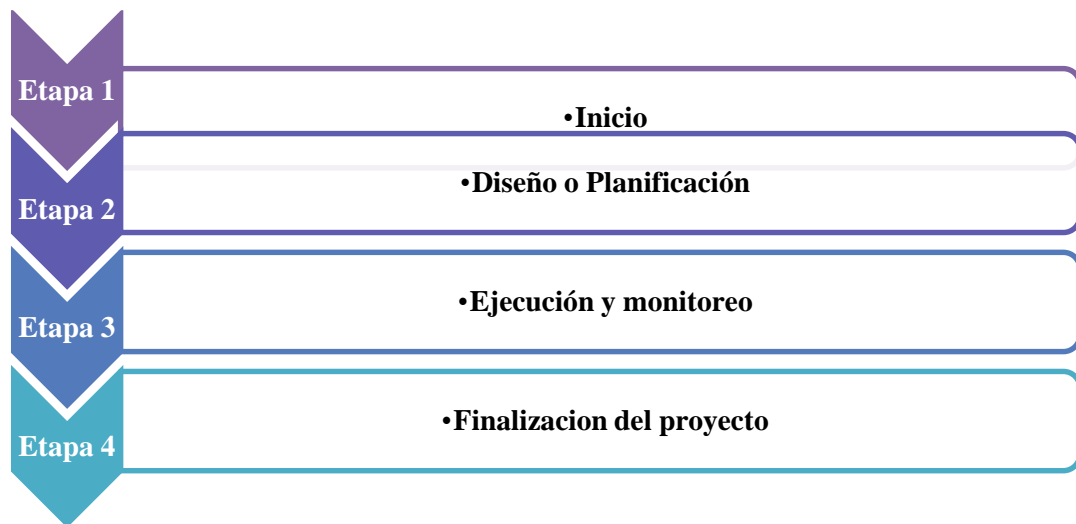 Etapa 1
•Inicio
Etapa 2
•Diseño o Planificación
Etapa 3
•Ejecución y monitoreo
Etapa 4
•Finalizacion del proyecto